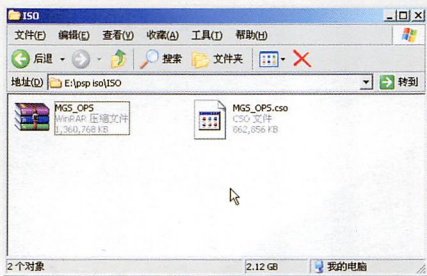 ISO
文件(F) 编辑(E) 查看(V) 收藏(A) 工具(T) 帮助(H)
后退 搜索 文件夹
地址(D) E:\psp iso\ISO 转到
MGS_OPS
WinRAR 压缩文件
1,360,768 KB
MGS_OPS.cso
CSO 文件
862,856 KB
2 个对象 2.12 GB 我的电脑